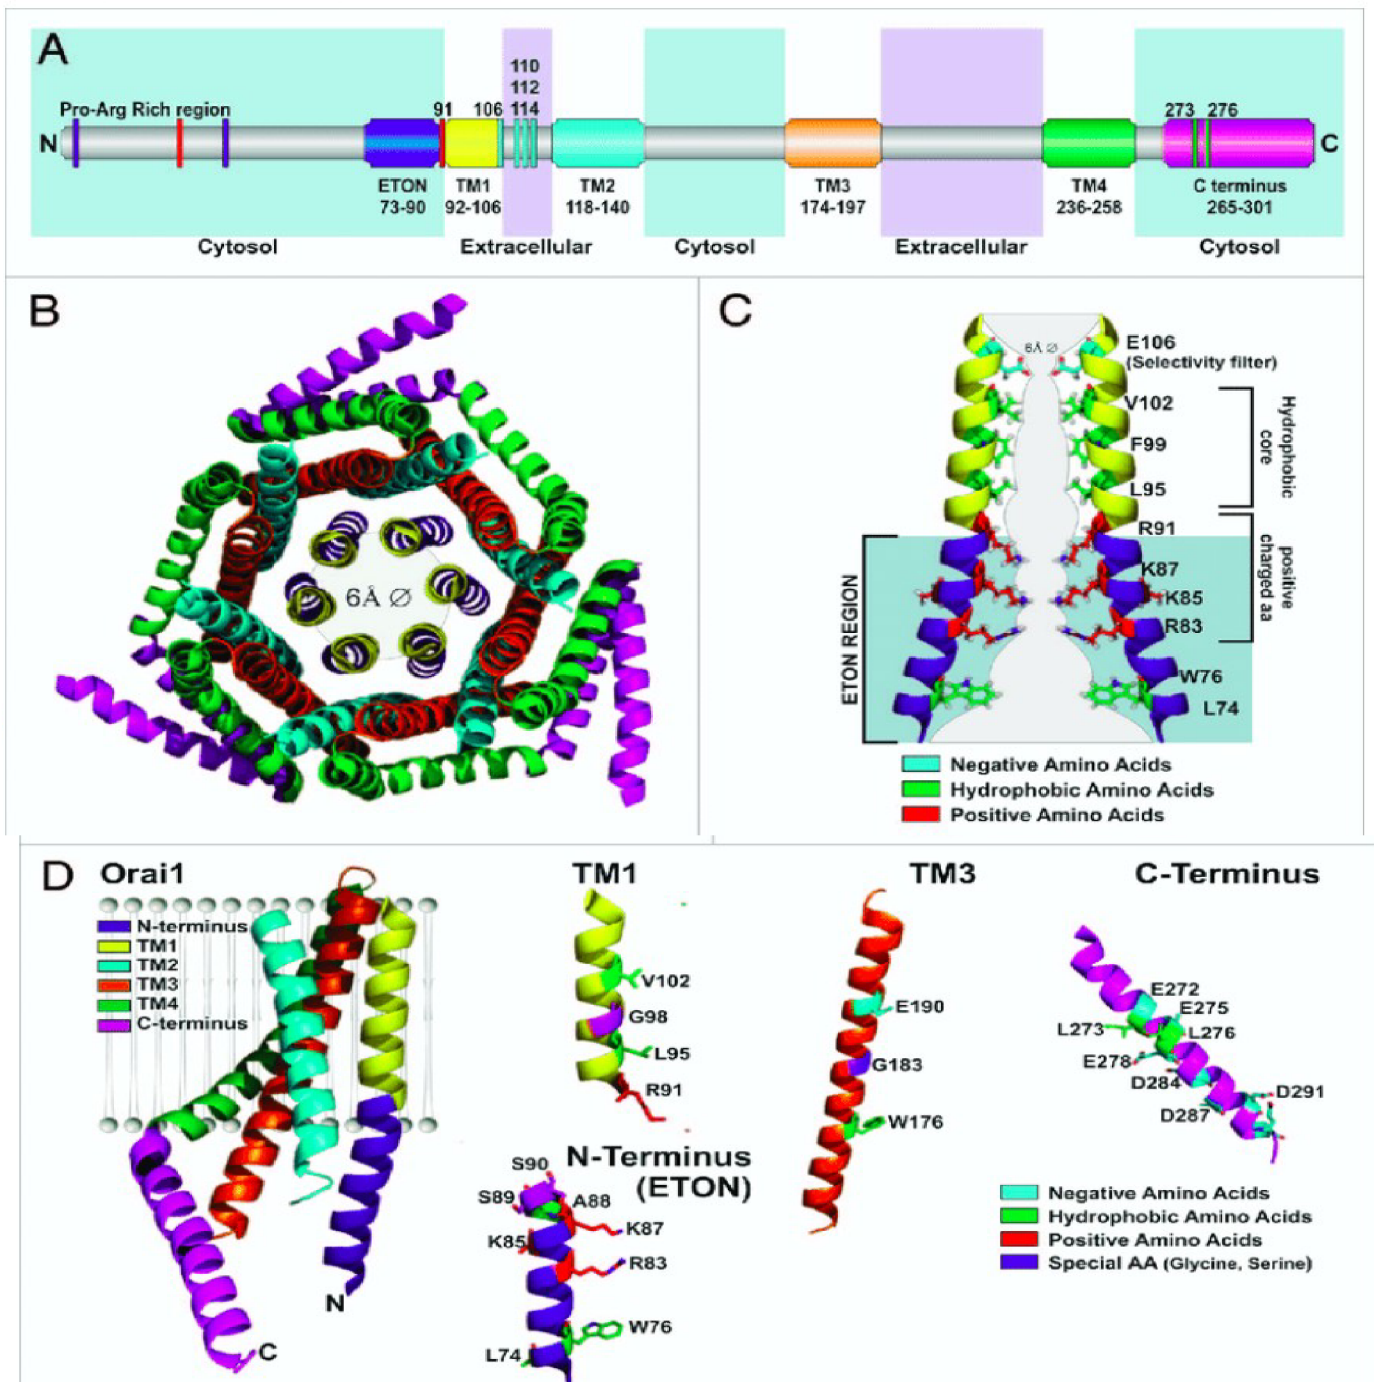 A
110
112
Pro-Arg Rich region 91 106 114 273 276
N C
ETON TM1 TM2 TM3 TM4 C terminus
73-90 92-106 118-140 174-197 236-258 265-301
Cytosol Extracellular Cytosol Extracellular Cytosol
B
6Å Ø
C
6Å Ø
E106
(Selectivity filter)
V102
F99
L95
Hydrophobic
core
R91
K87
K85
R83
positive
charged aa
W76
L74
ETON REGION
Negative Amino Acids
Hydrophobic Amino Acids
Positive Amino Acids
D
Orai1
N-terminus
TM1
TM2
TM3
TM4
C-terminus
N
C
TM1
V102
G98
L95
R91
N-Terminus
(ETON)
S90
S89
A88
K87
K85
R83
W76
L74
TM3
E190
G183
W176
C-Terminus
E272
E275
L273
L276
E278
D284
D291
D287
Negative Amino Acids
Hydrophobic Amino Acids
Positive Amino Acids
Special AA (Glycine, Serine)